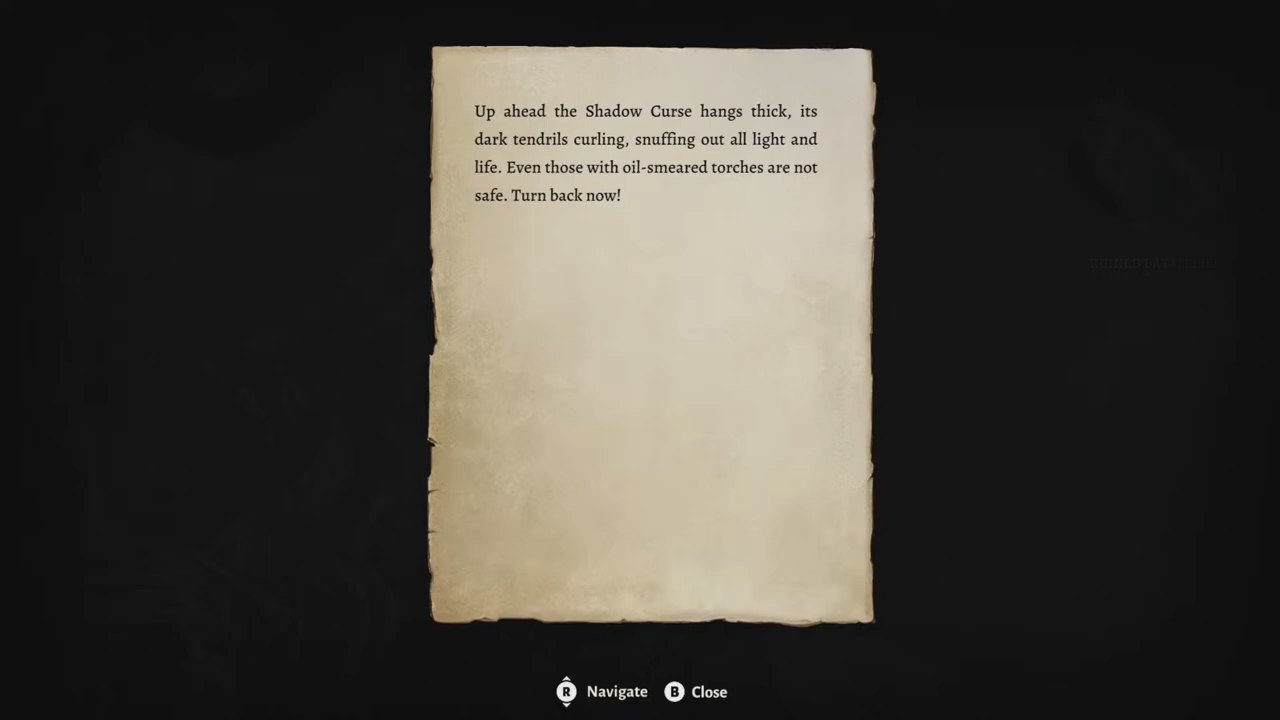 Up ahead the Shadow Curse hangs thick, its
dark tendrils curling, snuffing out all light and
life. Even those with oil-smeared torches are not
safe. Turn back now!
R Navigate B Close